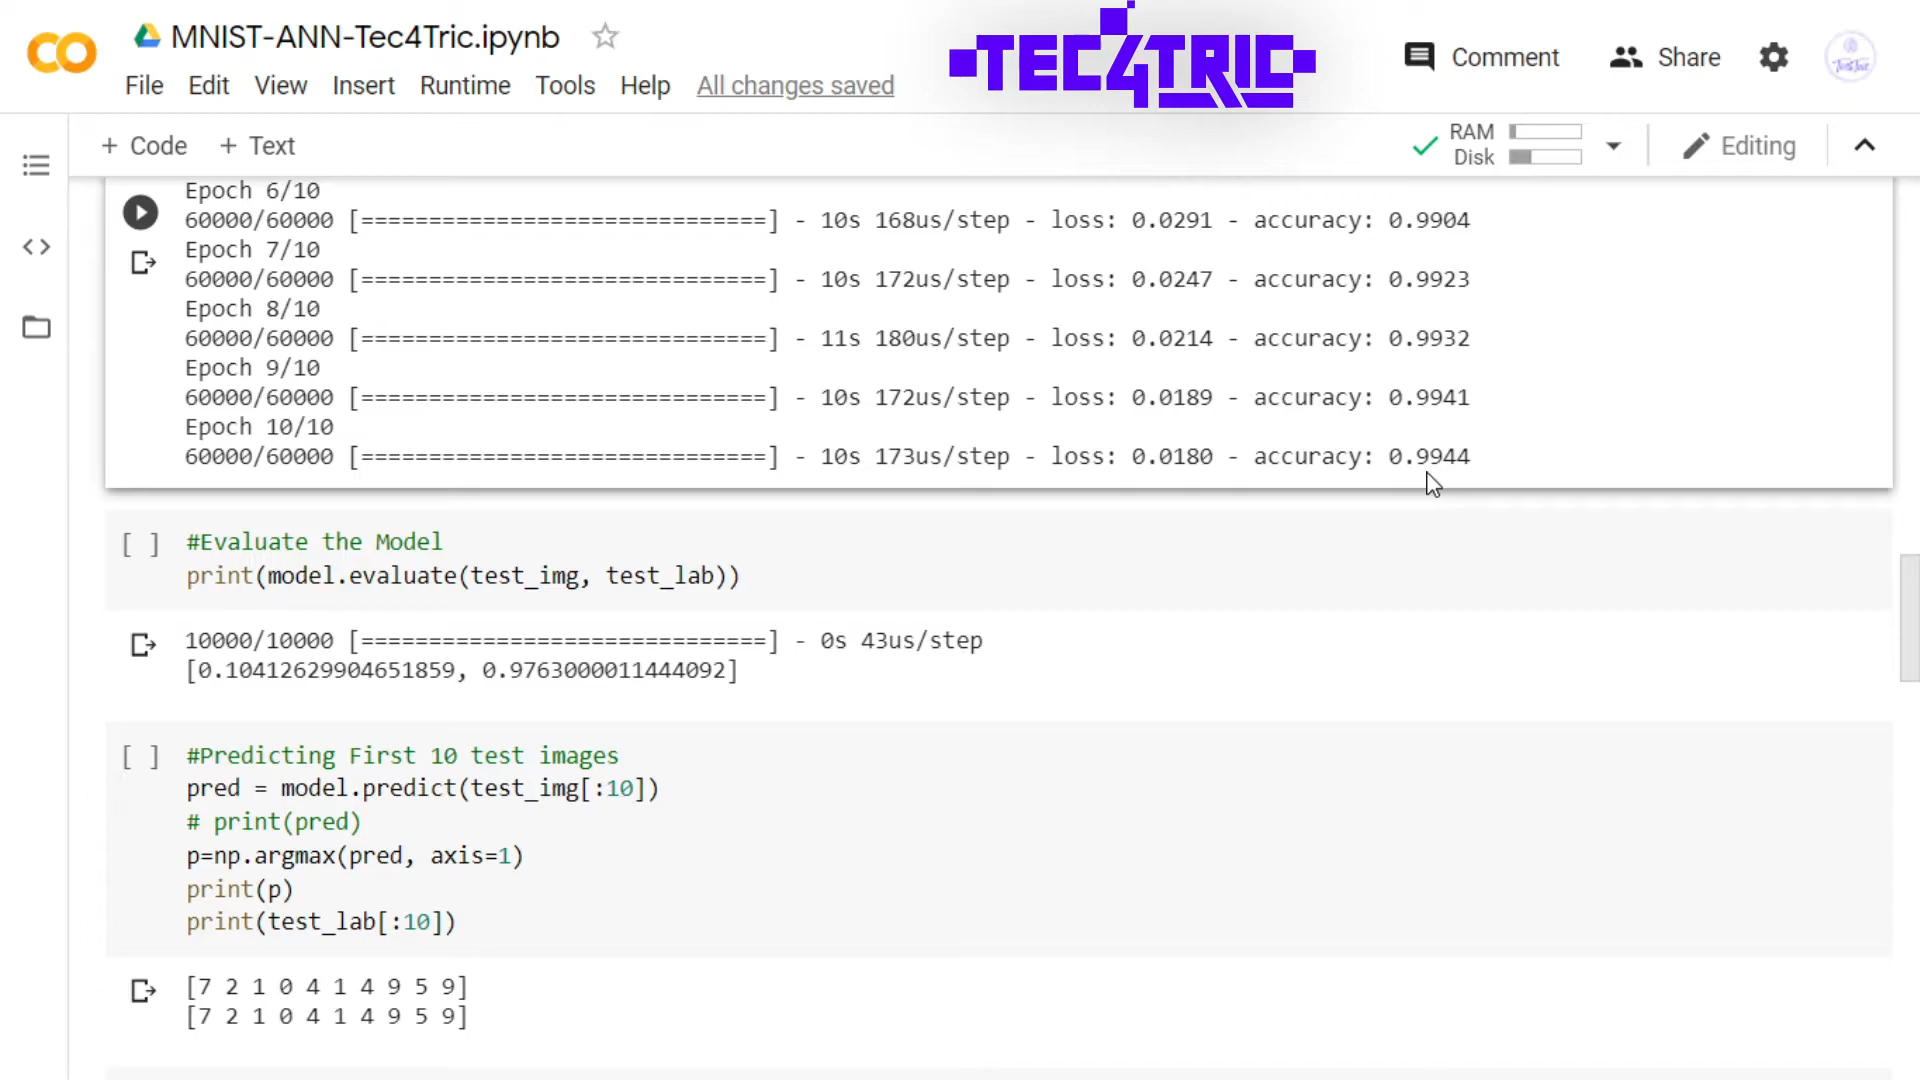 MNIST-ANN-Tec4Tric.ipynb
TEC4TRIC
Comment
Share
File Edit View Insert Runtime Tools Help All changes saved
+ Code + Text
RAM
Disk
Editing
Epoch 6/10
60000/60000 [==============================] - 10s 168us/step - loss: 0.0291 - accuracy: 0.9904
Epoch 7/10
60000/60000 [==============================] - 10s 172us/step - loss: 0.0247 - accuracy: 0.9923
Epoch 8/10
60000/60000 [==============================] - 11s 180us/step - loss: 0.0214 - accuracy: 0.9932
Epoch 9/10
60000/60000 [==============================] - 10s 172us/step - loss: 0.0189 - accuracy: 0.9941
Epoch 10/10
60000/60000 [==============================] - 10s 173us/step - loss: 0.0180 - accuracy: 0.9944
[ ] #Evaluate the Model
print(model.evaluate(test_img, test_lab))
10000/10000 [==============================] - 0s 43us/step
[0.10412629904651859, 0.9763000011444092]
[ ] #Predicting First 10 test images
pred = model.predict(test_img[:10])
# print(pred)
p=np.argmax(pred, axis=1)
print(p)
print(test_lab[:10])
[7 2 1 0 4 1 4 9 5 9]
[7 2 1 0 4 1 4 9 5 9]